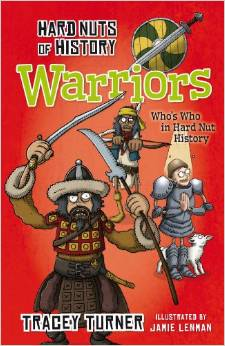 HARD NUTS
OF HISTORY
Warriors
Who's Who
in Hard Nut
History
TRACEY TURNER
ILLUSTRATED BY
JAMIE LENMAN